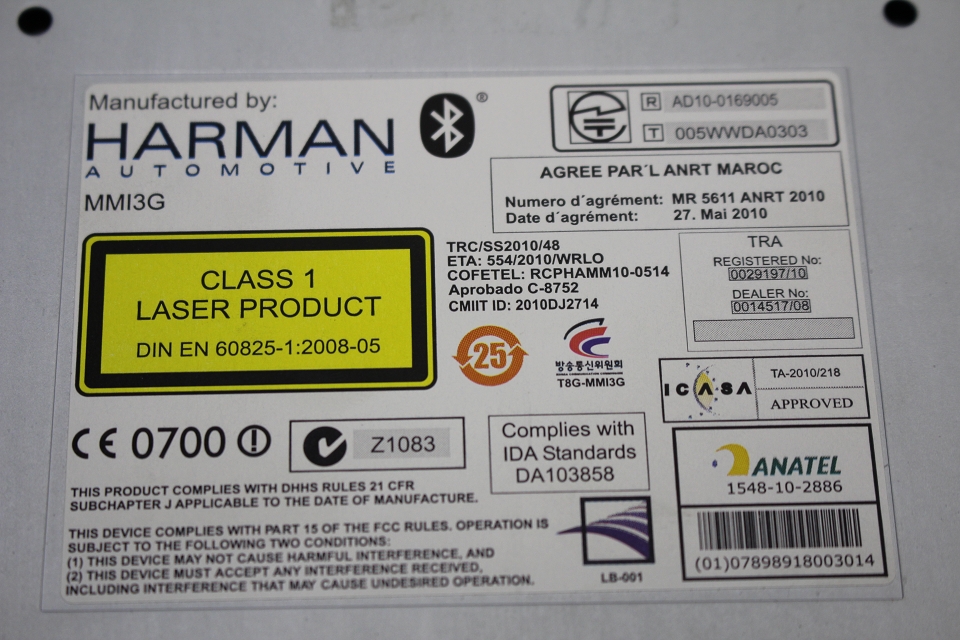 Manufactured by:
HARMAN
AUTOMOTIVE
MMI3G
®
R AD10-0169005
T 005WWDA0303
AGREE PAR´L ANRT MAROC
Numero d´agrément: MR 5611 ANRT 2010
Date d´agrément: 27. Mai 2010
CLASS 1
LASER PRODUCT
DIN EN 60825-1:2008-05
TRC/SS2010/48
ETA: 554/2010/WRLO
COFETEL: RCPHAMM10-0514
Aprobado C-8752
CMIIT ID: 2010DJ2714
TRA
REGISTERED No:
0029197/10
DEALER No:
0014517/08
25
방송통신위원회
T8G-MMI3G
ICASA
TA-2010/218
APPROVED
CE 0700
Z1083
Complies with
IDA Standards
DA103858
ANATEL
1548-10-2886
(01)07898918003014
THIS PRODUCT COMPLIES WITH DHHS RULES 21 CFR
SUBCHAPTER J APPLICABLE TO THE DATE OF MANUFACTURE.
THIS DEVICE COMPLIES WITH PART 15 OF THE FCC RULES. OPERATION IS
SUBJECT TO THE FOLLOWING TWO CONDITIONS:
(1) THIS DEVICE MAY NOT CAUSE HARMFUL INTERFERENCE, AND
(2) THIS DEVICE MUST ACCEPT ANY INTERFERENCE RECEIVED,
INCLUDING INTERFERENCE THAT MAY CAUSE UNDESIRED OPERATION.
LB-001